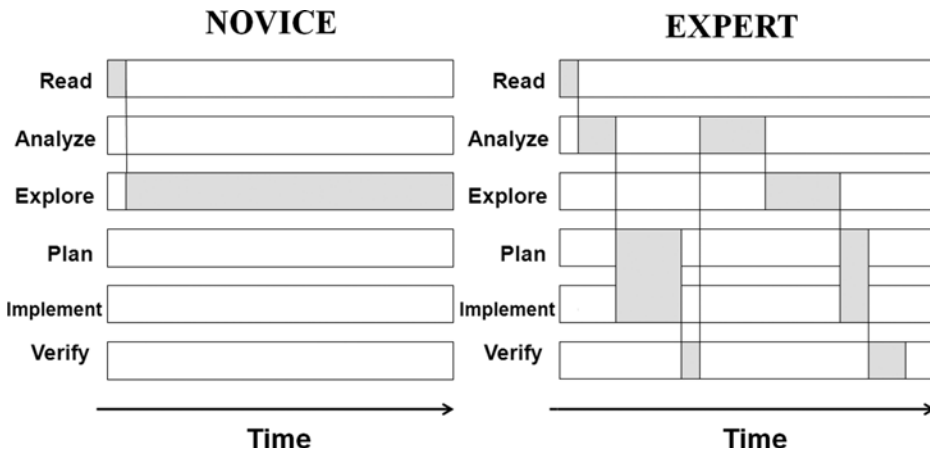 NOVICE
Read
Analyze
Explore
Plan
Implement
Verify
Time
EXPERT
Read
Analyze
Explore
Plan
Implement
Verify
Time